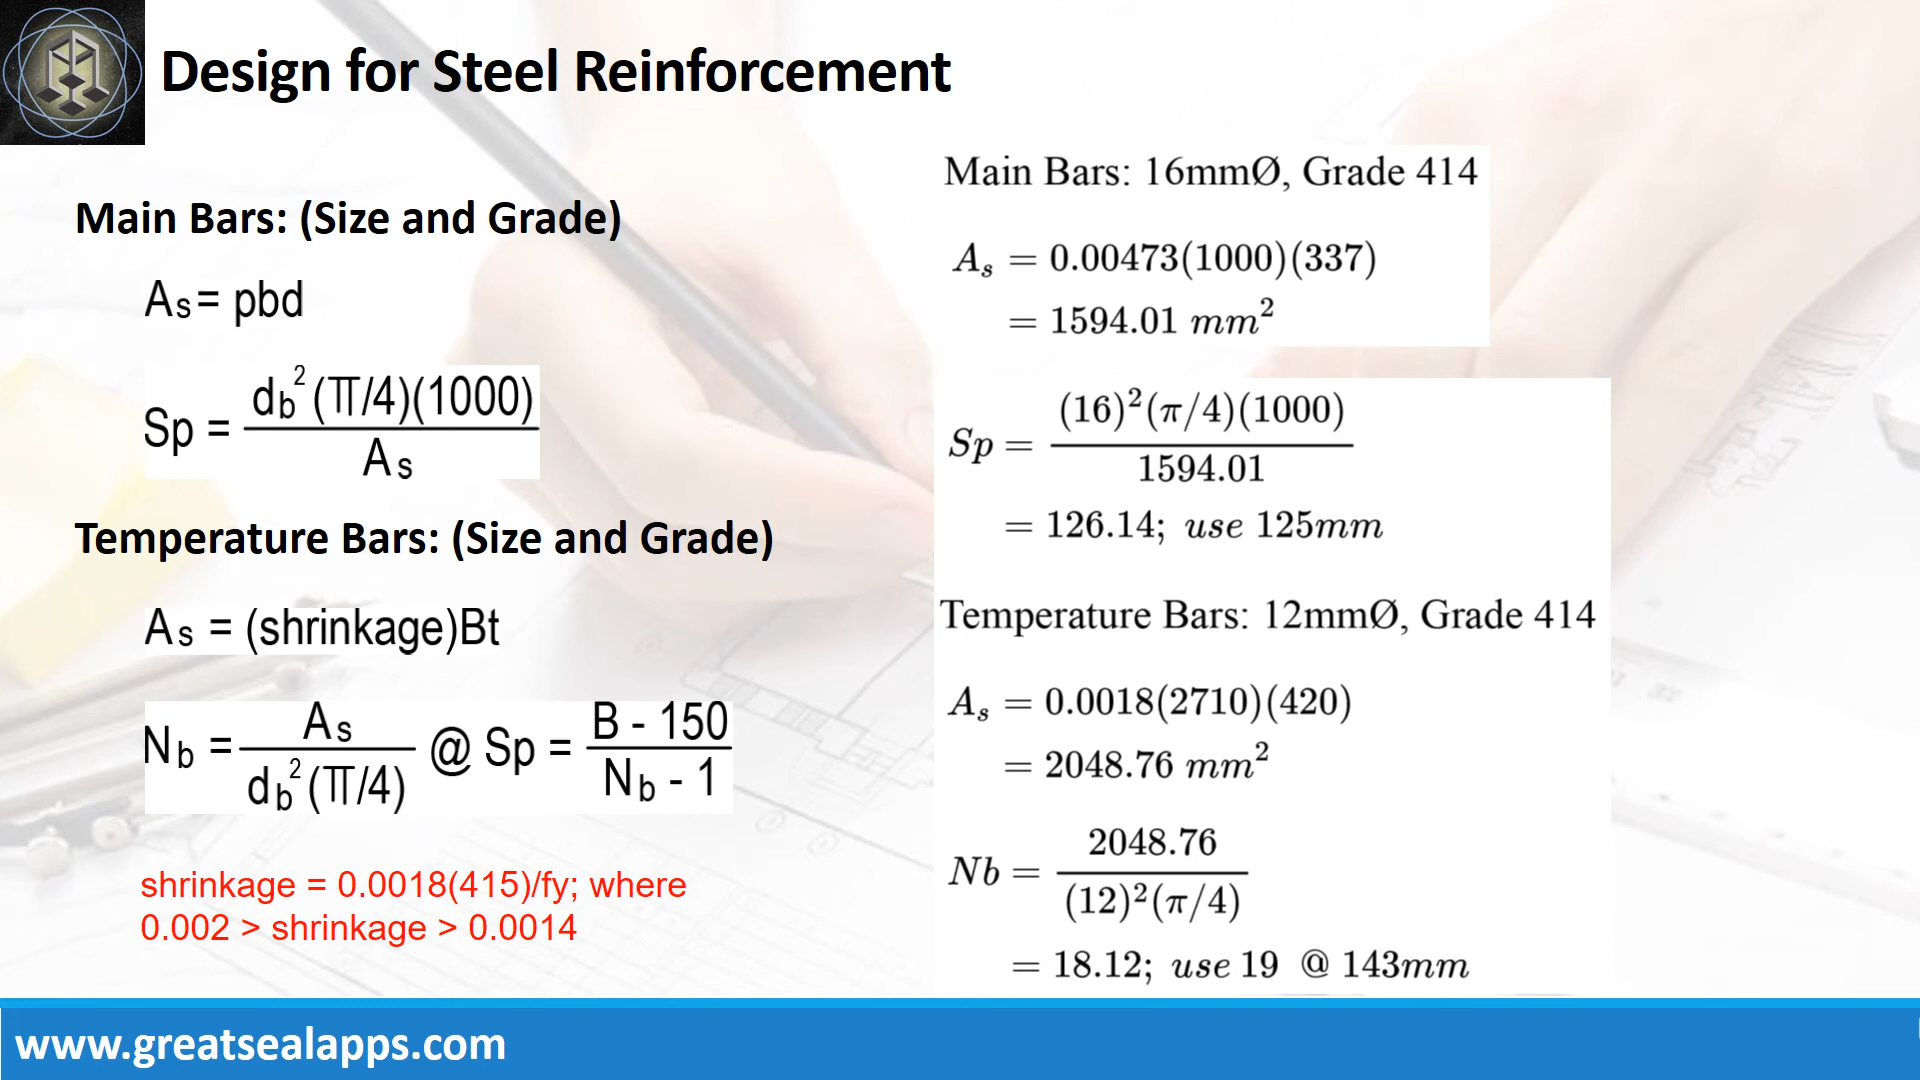 Design for Steel Reinforcement
Main Bars: (Size and Grade)
As = pbd
Sp = db²(π/4)(1000) / As
Temperature Bars: (Size and Grade)
As = (shrinkage)Bt
Nb = As / db²(π/4) @ Sp = B - 150 / Nb - 1
shrinkage = 0.0018(415)/fy; where
0.002 > shrinkage > 0.0014
Main Bars: 16mmØ, Grade 414
As = 0.00473(1000)(337)
= 1594.01 mm²
Sp = (16)²(π/4)(1000) / 1594.01
= 126.14; use 125mm
Temperature Bars: 12mmØ, Grade 414
As = 0.0018(2710)(420)
= 2048.76 mm²
Nb = 2048.76 / (12)²(π/4)
= 18.12; use 19 @ 143mm
www.greatsealapps.com